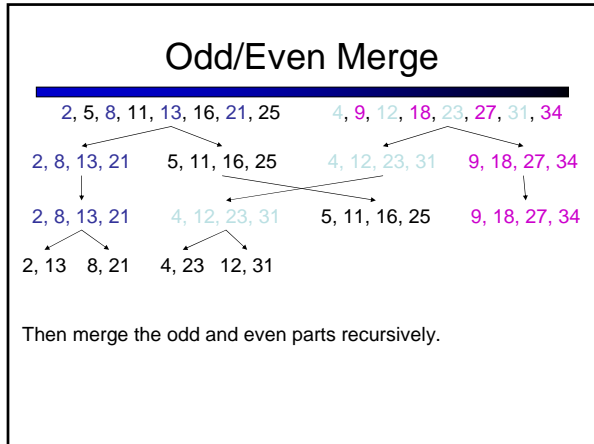 Odd/Even Merge
2, 5, 8, 11, 13, 16, 21, 25 4, 9, 12, 18, 23, 27, 31, 34
2, 8, 13, 21 5, 11, 16, 25 4, 12, 23, 31 9, 18, 27, 34
2, 8, 13, 21 4, 12, 23, 31 5, 11, 16, 25 9, 18, 27, 34
2, 13 8, 21 4, 23 12, 31
Then merge the odd and even parts recursively.